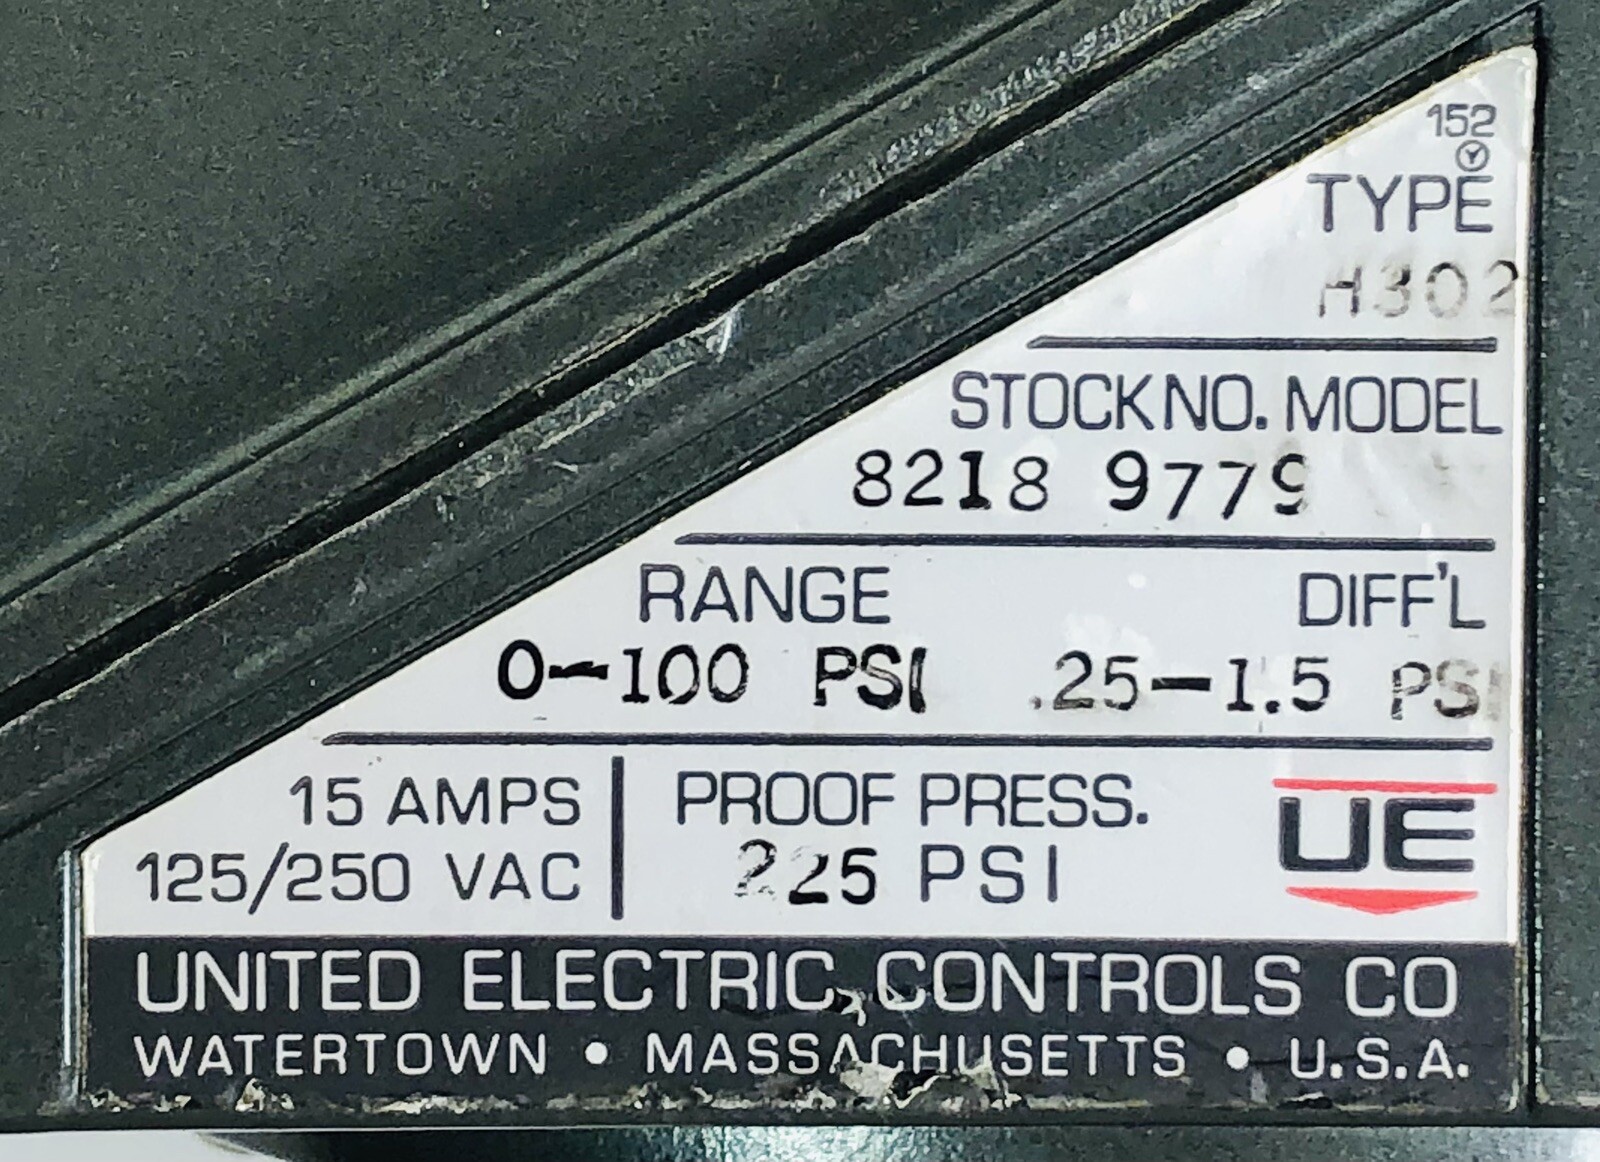 152
Y
TYPE
H302
STOCK NO. MODEL
8218 9779
RANGE DIFF'L
0-100 PSI .25-1.5 PSI
15 AMPS PROOF PRESS.
125/250 VAC 225 PSI
UE
UNITED ELECTRIC CONTROLS CO
WATERTOWN • MASSACHUSETTS • U.S.A.